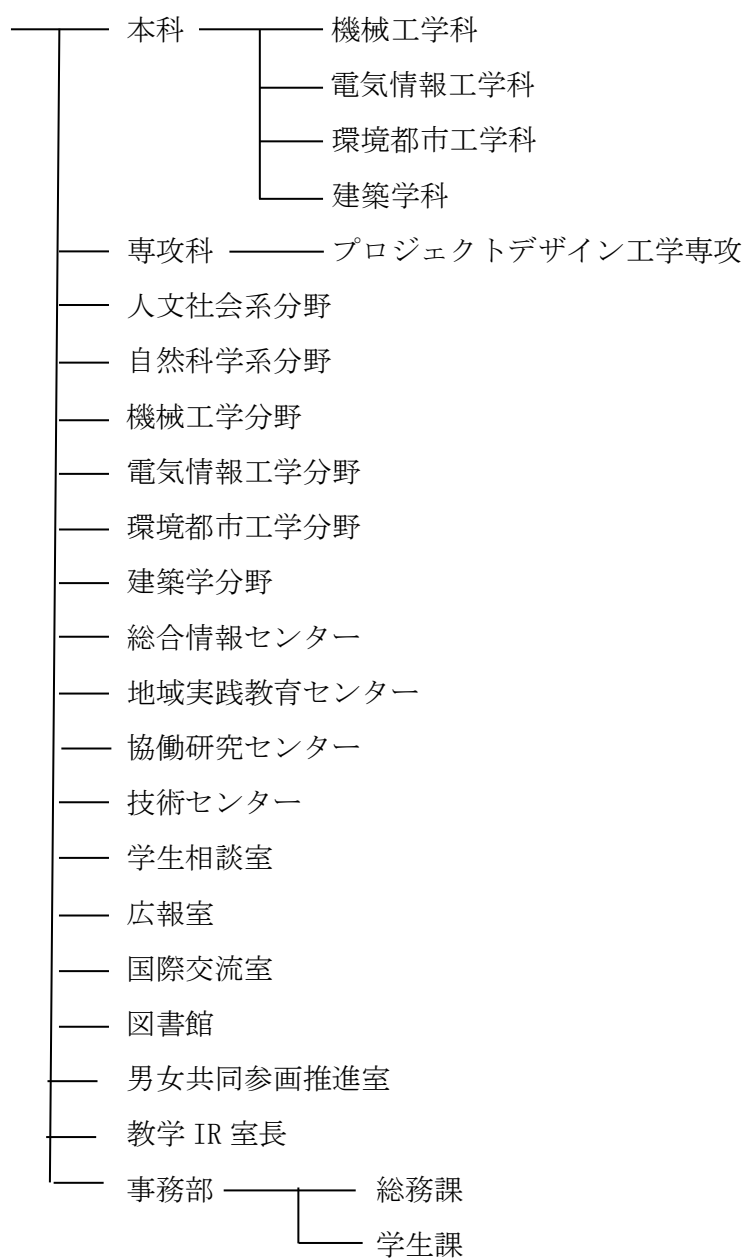 本科 機械工学科
電気情報工学科
環境都市工学科
建築学科
専攻科 プロジェクトデザイン工学専攻
人文社会系分野
自然科学系分野
機械工学分野
電気情報工学分野
環境都市工学分野
建築学分野
総合情報センター
地域実践教育センター
協働研究センター
技術センター
学生相談室
広報室
国際交流室
図書館
男女共同参画推進室
教学 IR 室長
事務部 総務課
学生課